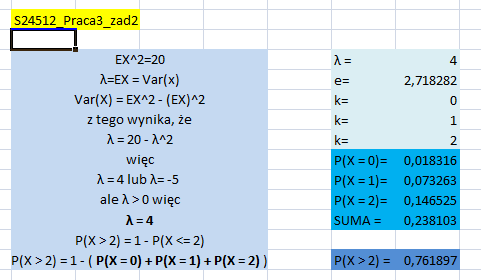 S24512_Praca3_zad2
EX^2=20
λ=EX = Var(x)
Var(X) = EX^2 - (EX)^2
z tego wynika, że
λ = 20 - λ^2
więc
λ = 4 lub λ= -5
ale λ > 0 więc
λ = 4
P(X > 2) = 1 - P(X <= 2)
P(X > 2) = 1 - ( P(X = 0) + P(X = 1) + P(X = 2) )
λ = 4
e= 2,718282
k= 0
k= 1
k= 2
P(X = 0)= 0,018316
P(X = 1)= 0,073263
P(X = 2)= 0,146525
SUMA = 0,238103
P(X > 2) = 0,761897